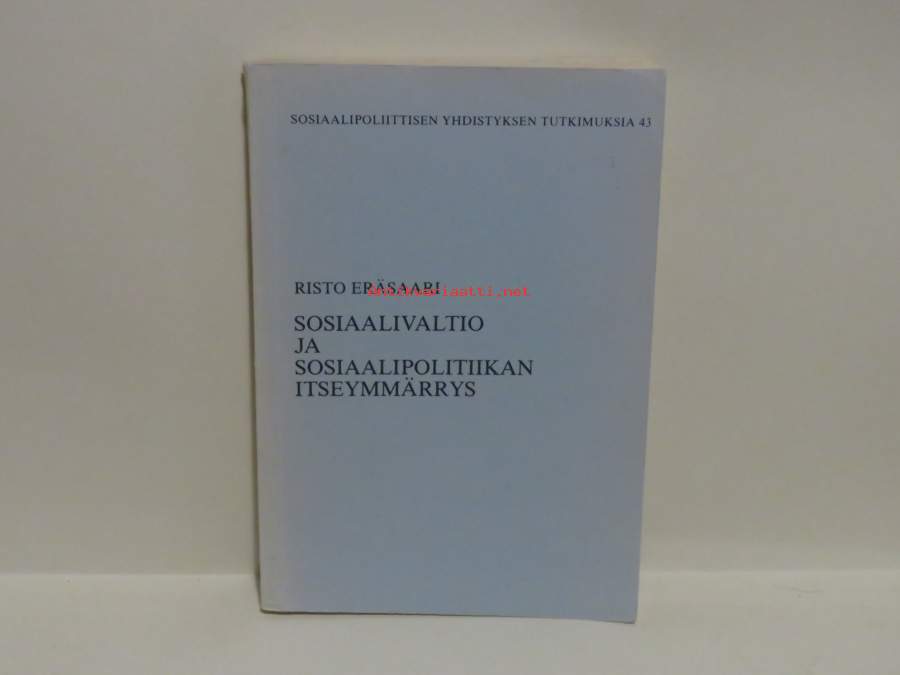 SOSIAALIPOLIITTISEN YHDISTYKSEN TUTKIMUKSIA 43
RISTO ERÄSAARI
SOSIAALIVALTIO
JA
SOSIAALIPOLITIIKAN
ITSEYMMÄRRYS